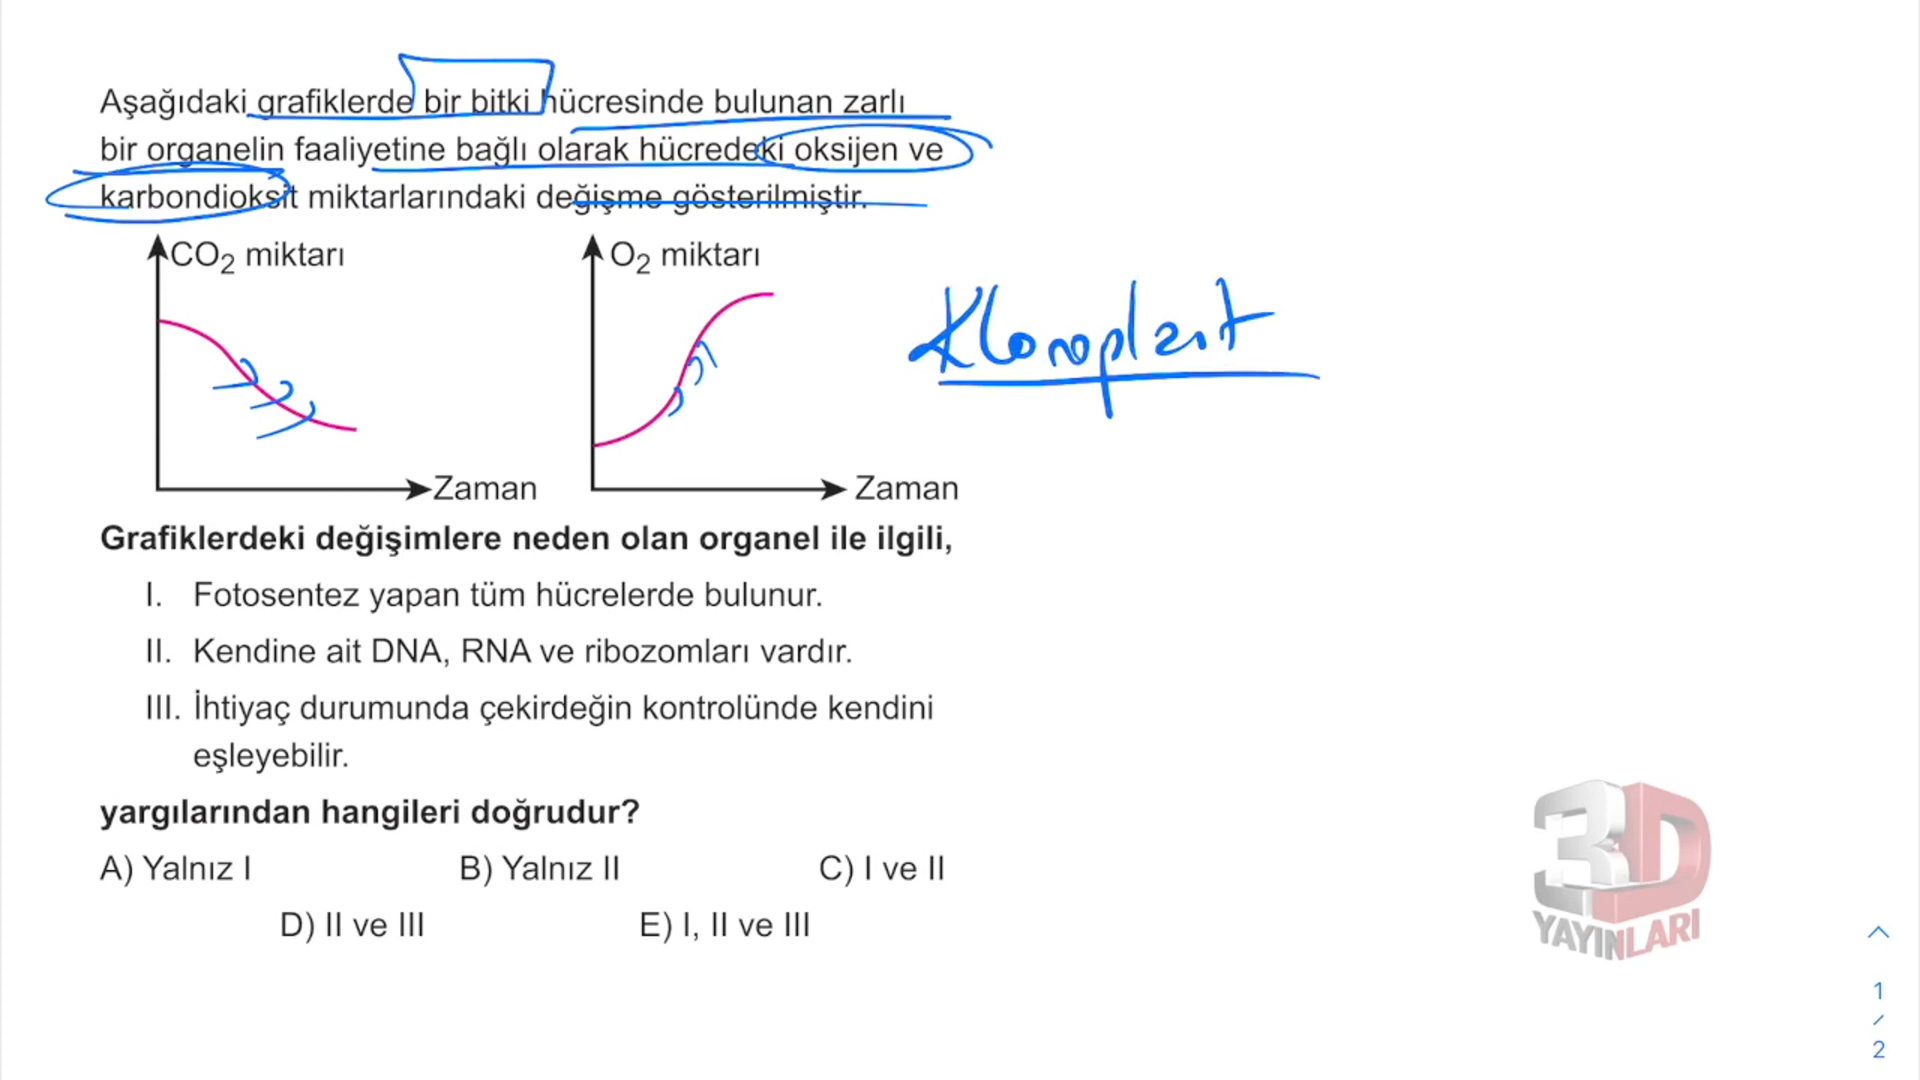 Aşağıdaki grafiklerde bir bitki hücresinde bulunan zarlı
bir organelin faaliyetine bağlı olarak hücredeki oksijen ve
karbondioksit miktarlarındaki değişme gösterilmiştir.
CO₂ miktarı
O₂ miktarı
Kloroplast
Zaman
Zaman
Grafiklerdeki değişimlere neden olan organel ile ilgili,
I. Fotosentez yapan tüm hücrelerde bulunur.
II. Kendine ait DNA, RNA ve ribozomları vardır.
III. İhtiyaç durumunda çekirdeğin kontrolünde kendini
eşleyebilir.
yargılarından hangileri doğrudur?
A) Yalnız I B) Yalnız II C) I ve II
D) II ve III E) I, II ve III
3D
YAYINLARI
1
/
2